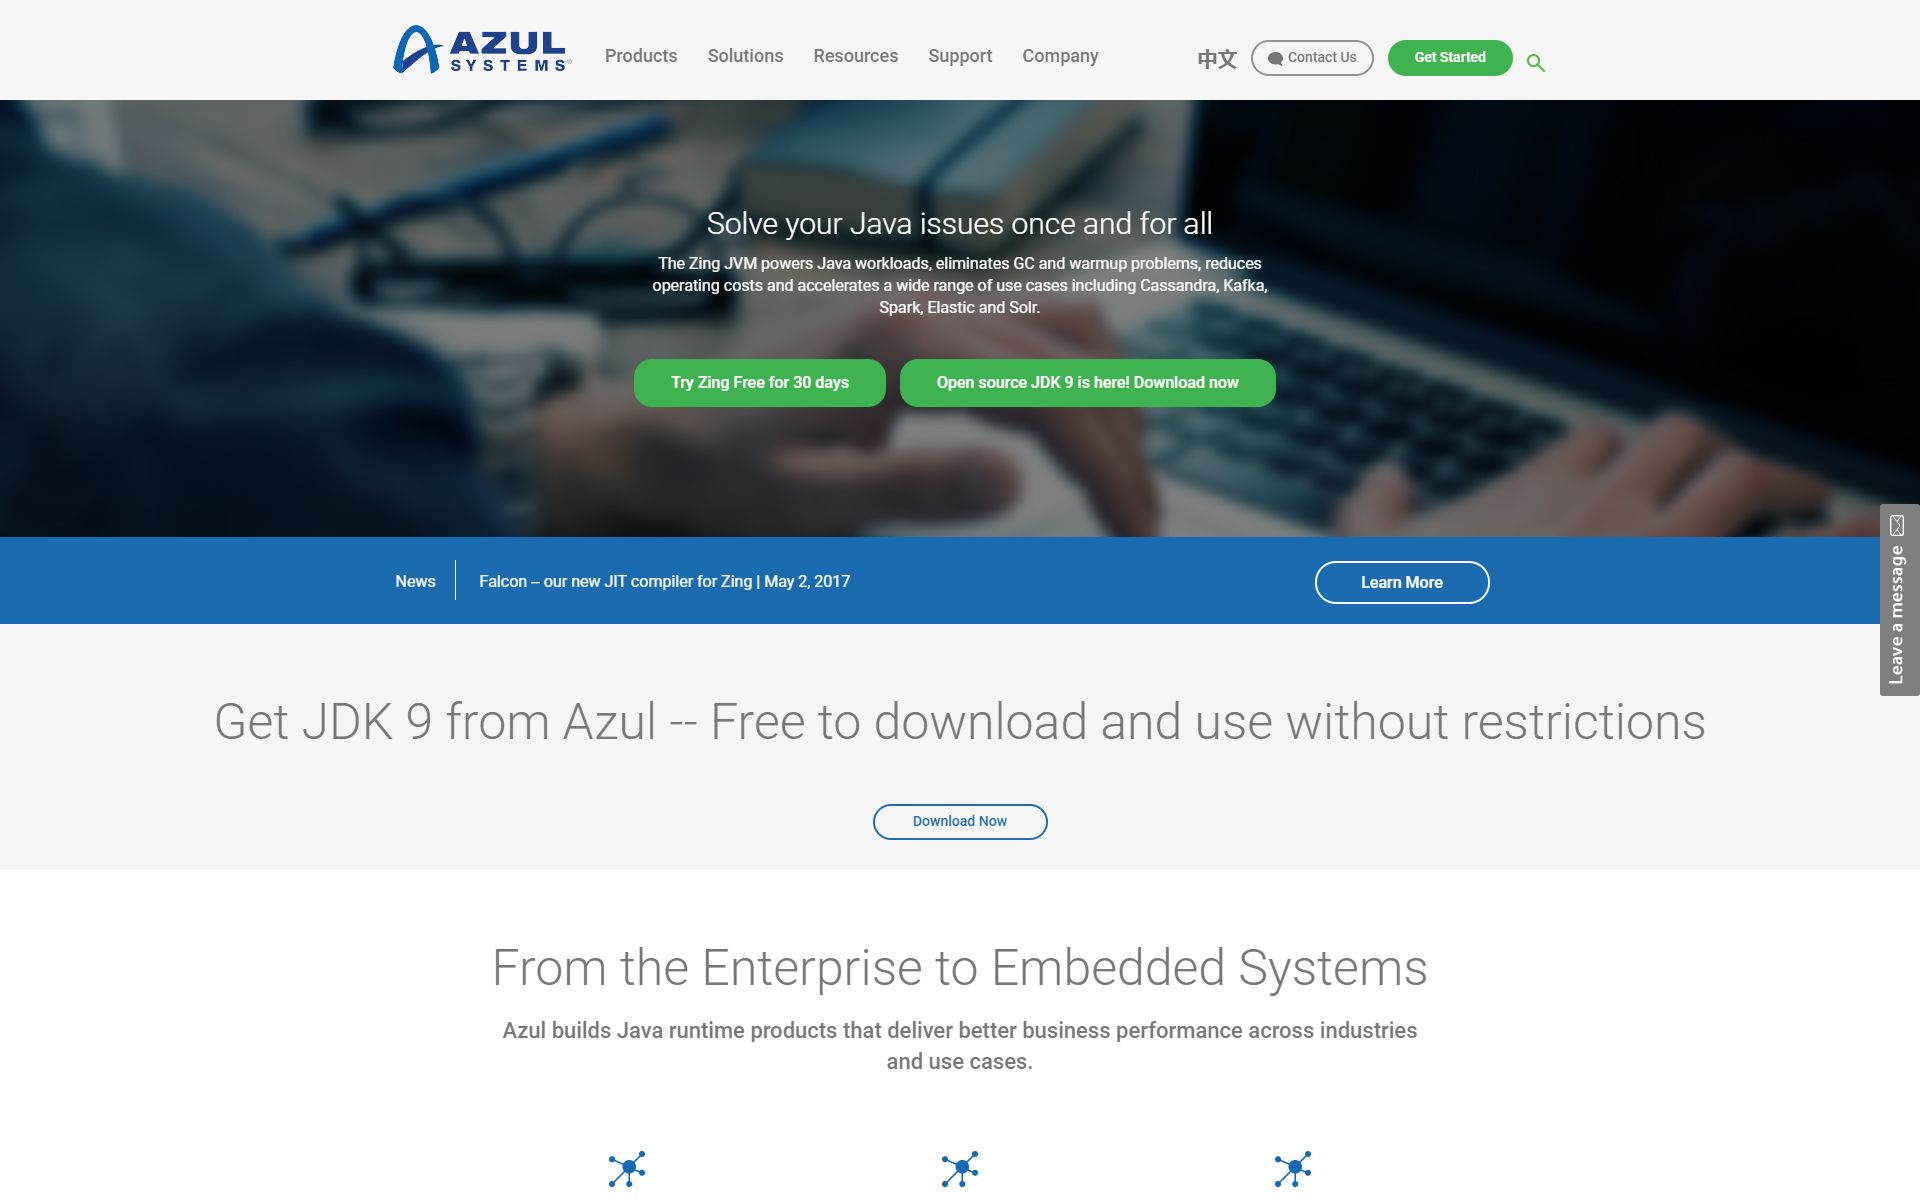 AZUL
SYSTEMS®
Products
Solutions
Resources
Support
Company
中文
Contact Us
Get Started
Solve your Java issues once and for all
The Zing JVM powers Java workloads, eliminates GC and warmup problems, reduces
operating costs and accelerates a wide range of use cases including Cassandra, Kafka,
Spark, Elastic and Solr.
Try Zing Free for 30 days
Open source JDK 9 is here! Download now
Leave a message
News
Falcon – our new JIT compiler for Zing | May 2, 2017
Learn More
Get JDK 9 from Azul -- Free to download and use without restrictions
Download Now
From the Enterprise to Embedded Systems
Azul builds Java runtime products that deliver better business performance across industries
and use cases.